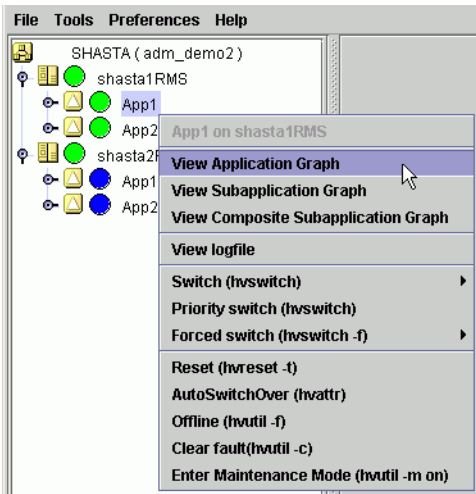 File Tools Preferences Help
SHASTA ( adm_demo2 )
shasta1RMS
App1
App2
shasta2
App1
App2
App1 on shasta1RMS
View Application Graph
View Subapplication Graph
View Composite Subapplication Graph
View logfile
Switch (hvswitch)
Priority switch (hvswitch)
Forced switch (hvswitch -f)
Reset (hvreset -t)
AutoSwitchOver (hvattr)
Offline (hvutil -f)
Clear fault(hvutil -c)
Enter Maintenance Mode (hvutil -m on)